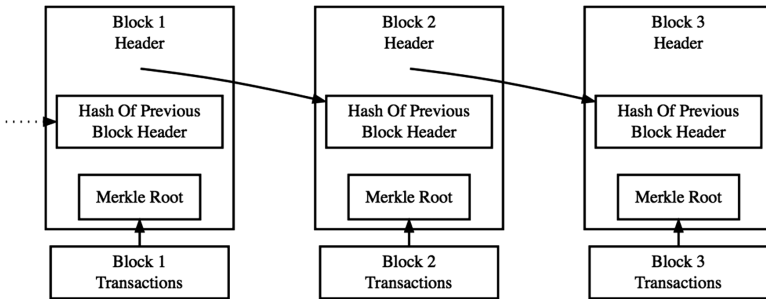 Block 1
Header
Hash Of Previous
Block Header
Merkle Root
Block 1
Transactions
Block 2
Header
Hash Of Previous
Block Header
Merkle Root
Block 2
Transactions
Block 3
Header
Hash Of Previous
Block Header
Merkle Root
Block 3
Transactions